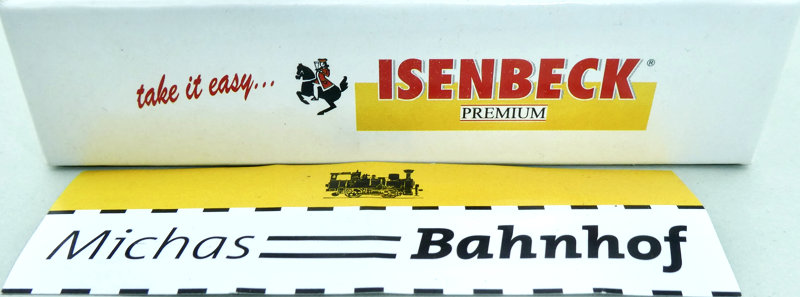 take it easy...
ISENBECK®
PREMIUM
Michas Bahnhof